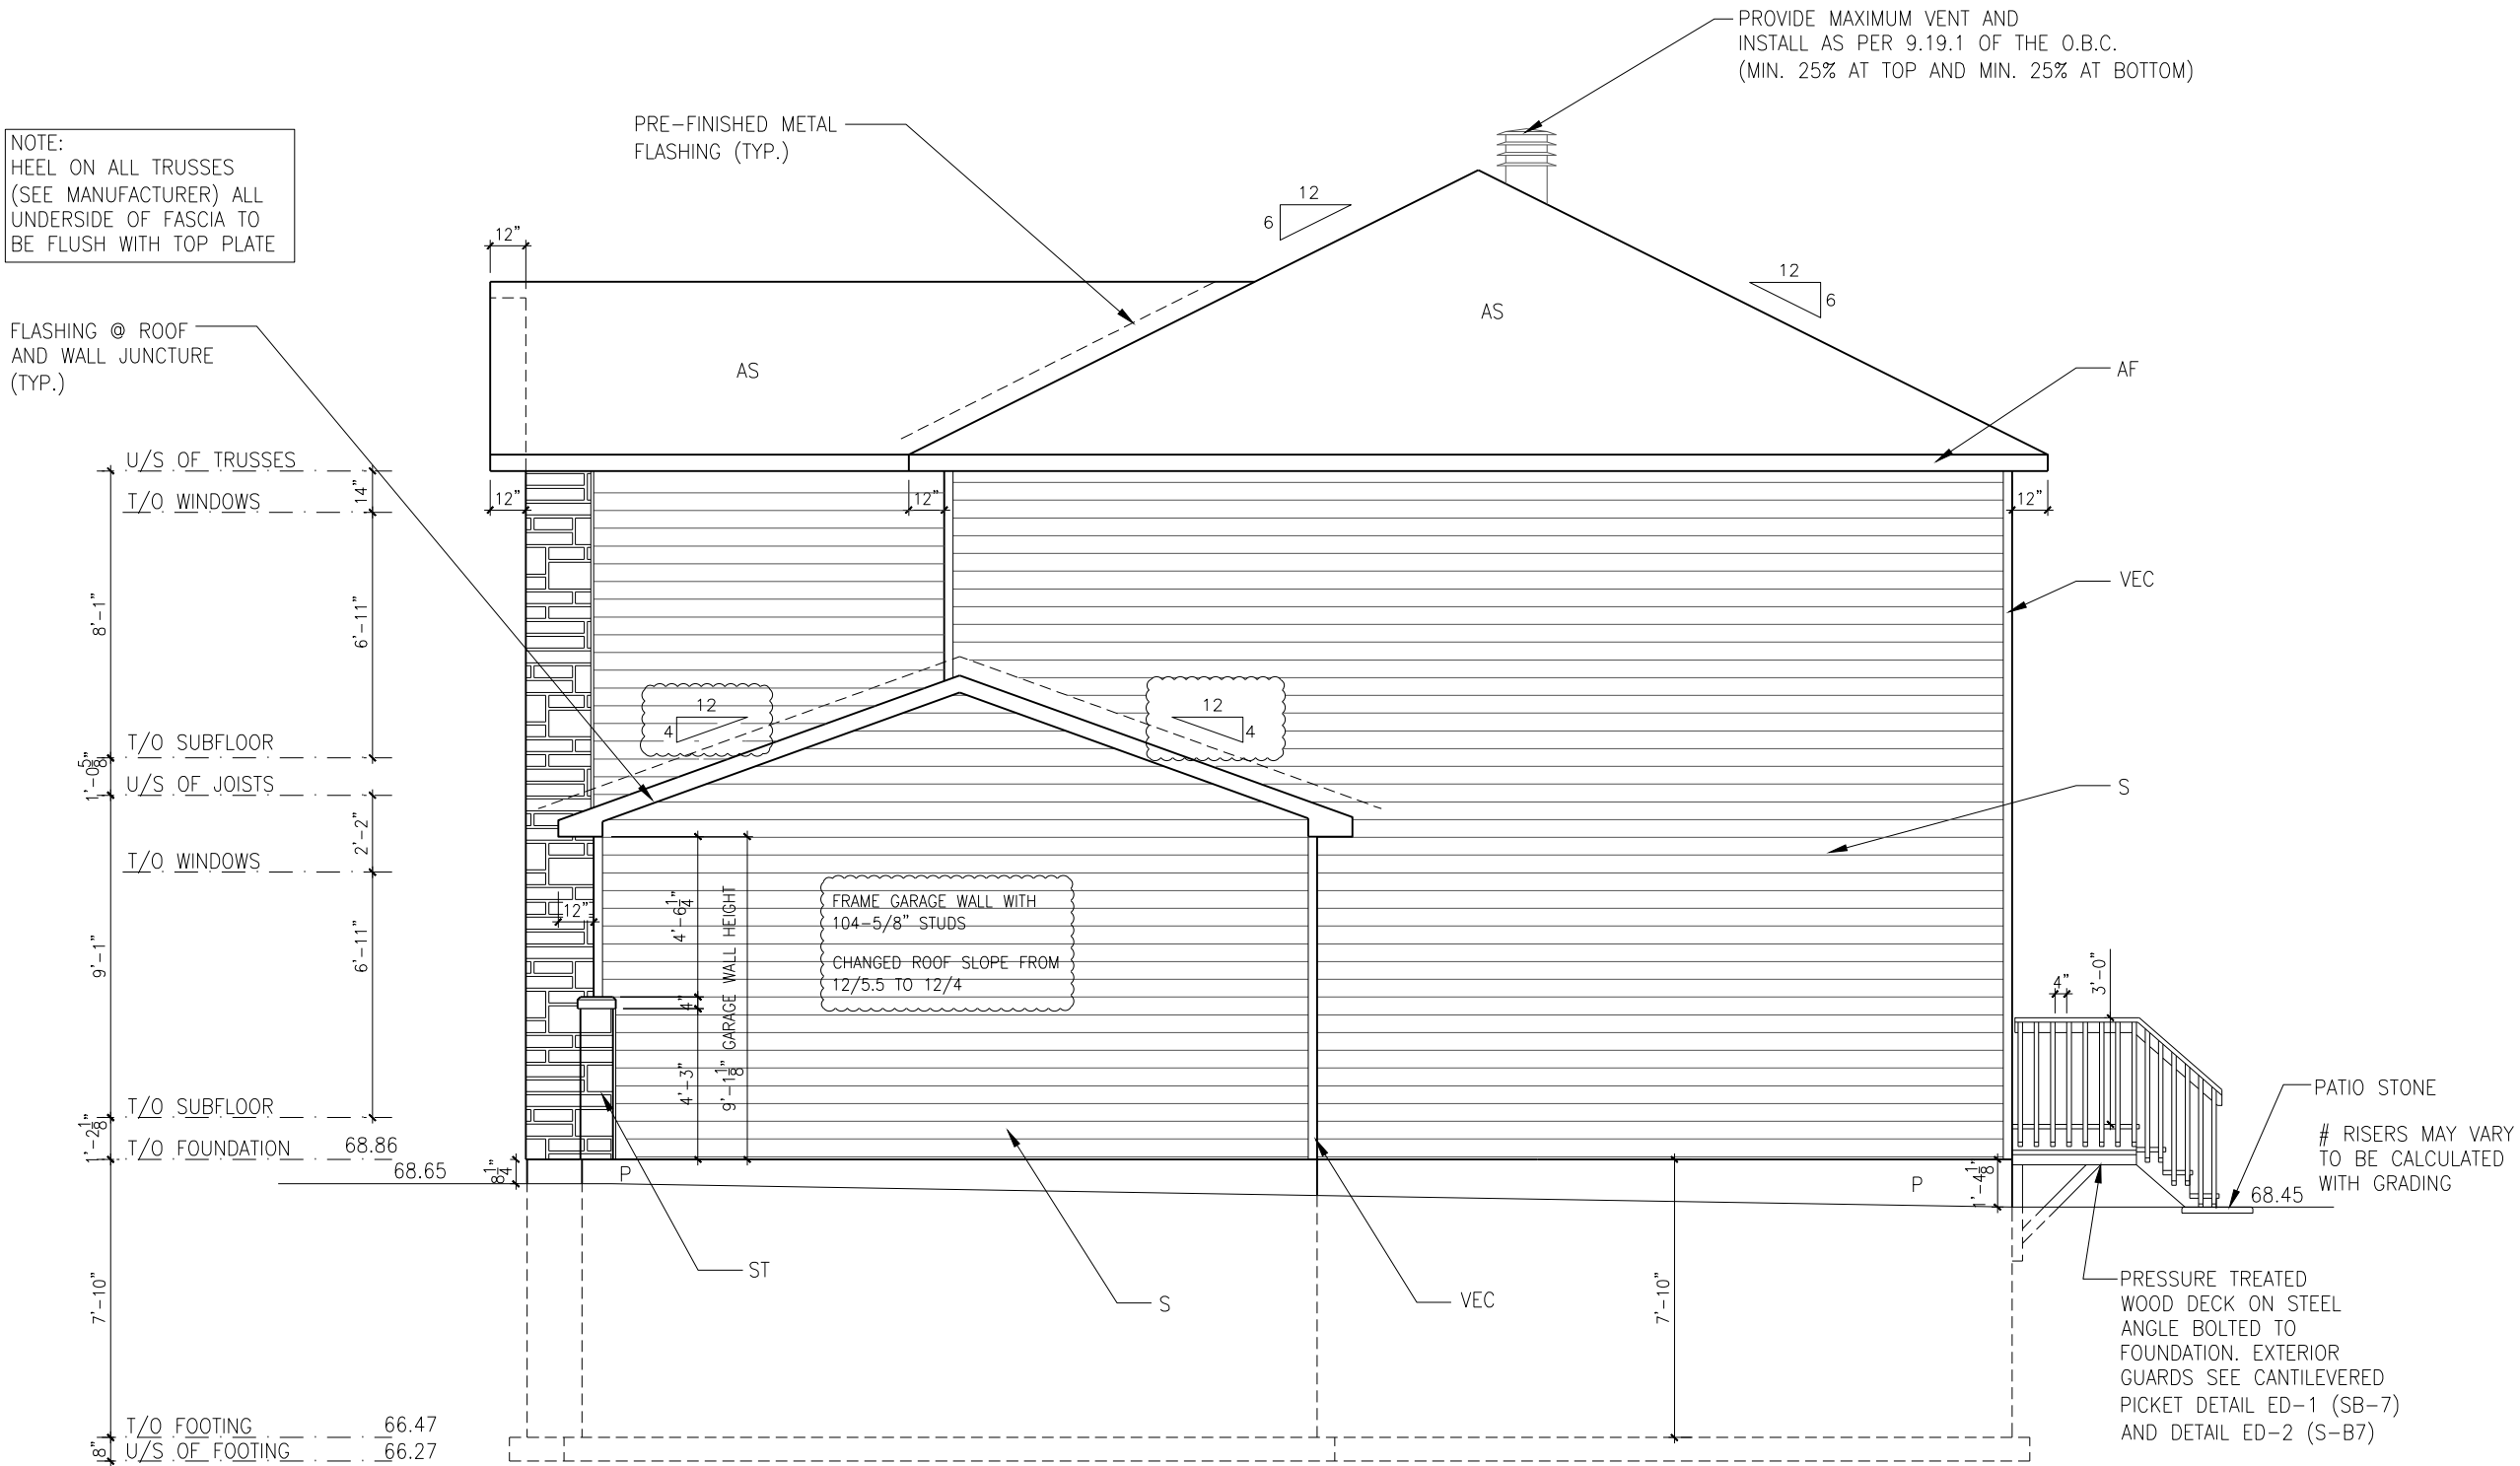 PROVIDE MAXIMUM VENT AND
INSTALL AS PER 9.19.1 OF THE O.B.C.
(MIN. 25% AT TOP AND MIN. 25% AT BOTTOM)
PRE-FINISHED METAL
FLASHING (TYP.)
NOTE:
HEEL ON ALL TRUSSES
(SEE MANUFACTURER) ALL
UNDERSIDE OF FASCIA TO
BE FLUSH WITH TOP PLATE
12"
12
6
12
6
FLASHING @ ROOF
AND WALL JUNCTURE
(TYP.)
AS
AS
AF
U/S OF TRUSSES
T/O WINDOWS
14"
12"
12"
12"
8'-1"
6'-11"
VEC
12
4
12
4
T/O SUBFLOOR
1'-0 5/8"
U/S OF JOISTS
S
2'-2"
T/O WINDOWS
12"
4'-6 1/4"
GARAGE WALL HEIGHT
9'-1 1/8"
FRAME GARAGE WALL WITH
104-5/8" STUDS
CHANGED ROOF SLOPE FROM
12/5.5 TO 12/4
9'-1"
6'-11"
4"
4'-3"
4"
3'-0"
T/O SUBFLOOR
1'-2 1/8"
T/O FOUNDATION 68.86
68.65
8 1/4"
P
P
1'-4 1/8"
68.45
PATIO STONE
# RISERS MAY VARY
TO BE CALCULATED
WITH GRADING
ST
S
VEC
7'-10"
7'-10"
PRESSURE TREATED
WOOD DECK ON STEEL
ANGLE BOLTED TO
FOUNDATION. EXTERIOR
GUARDS SEE CANTILEVERED
PICKET DETAIL ED-1 (SB-7)
AND DETAIL ED-2 (S-B7)
T/O FOOTING 66.47
8"
U/S OF FOOTING 66.27